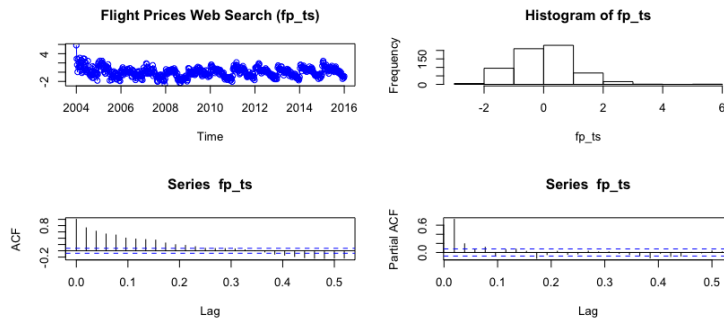 Flight Prices Web Search (fp_ts)
4
-2
2004 2006 2008 2010 2012 2014 2016
Time
Histogram of fp_ts
Frequency
150
0
-2 0 2 4 6
fp_ts
Series fp_ts
ACF
0.8
-0.2
0.0 0.1 0.2 0.3 0.4 0.5
Lag
Series fp_ts
Partial ACF
0.6
0.0
0.0 0.1 0.2 0.3 0.4 0.5
Lag